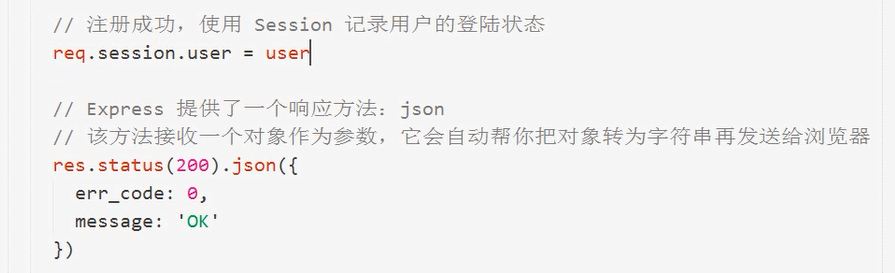 // 注册成功，使用 Session 记录用户的登陆状态
req.session.user = user
// Express 提供了一个响应方法：json
// 该方法接收一个对象作为参数，它会自动帮你把对象转为字符串再发送给浏览器
res.status(200).json({
  err_code: 0,
  message: 'OK'
})